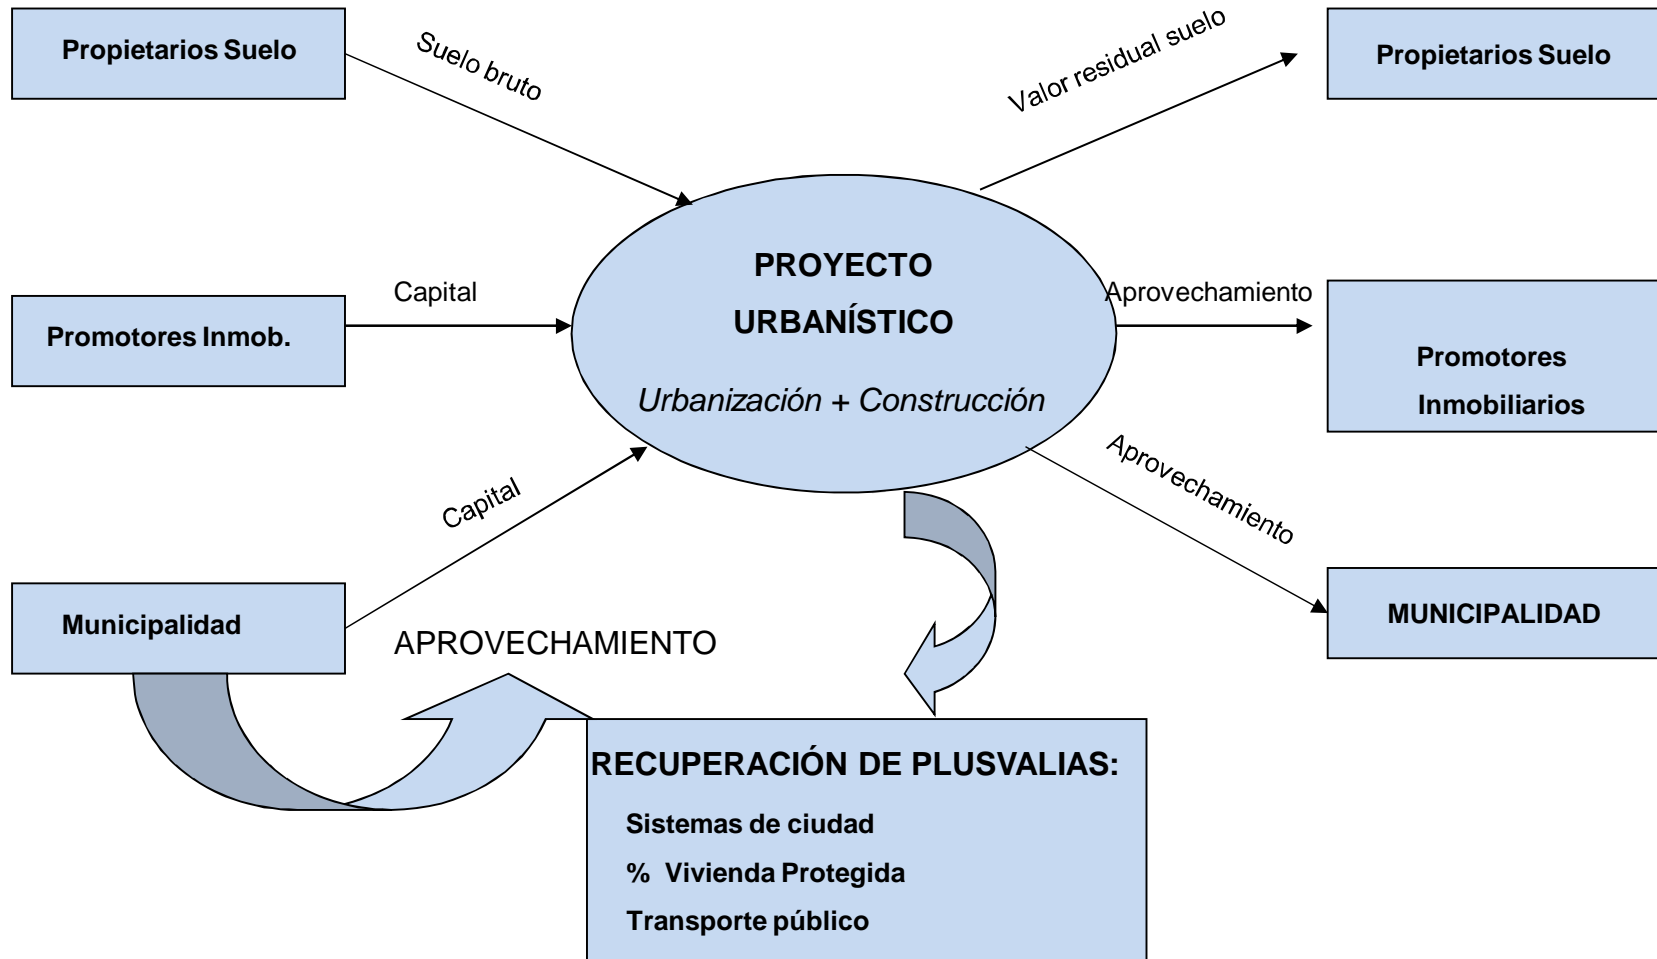 Propietarios Suelo
Suelo bruto
Valor residual suelo
Propietarios Suelo
PROYECTO
URBANÍSTICO
Urbanización + Construcción
Promotores Inmob.
Capital
Aprovechamiento
Promotores
Inmobiliarios
Municipalidad
Capital
Aprovechamiento
MUNICIPALIDAD
APROVECHAMIENTO
RECUPERACIÓN DE PLUSVALIAS:
Sistemas de ciudad
% Vivienda Protegida
Transporte público